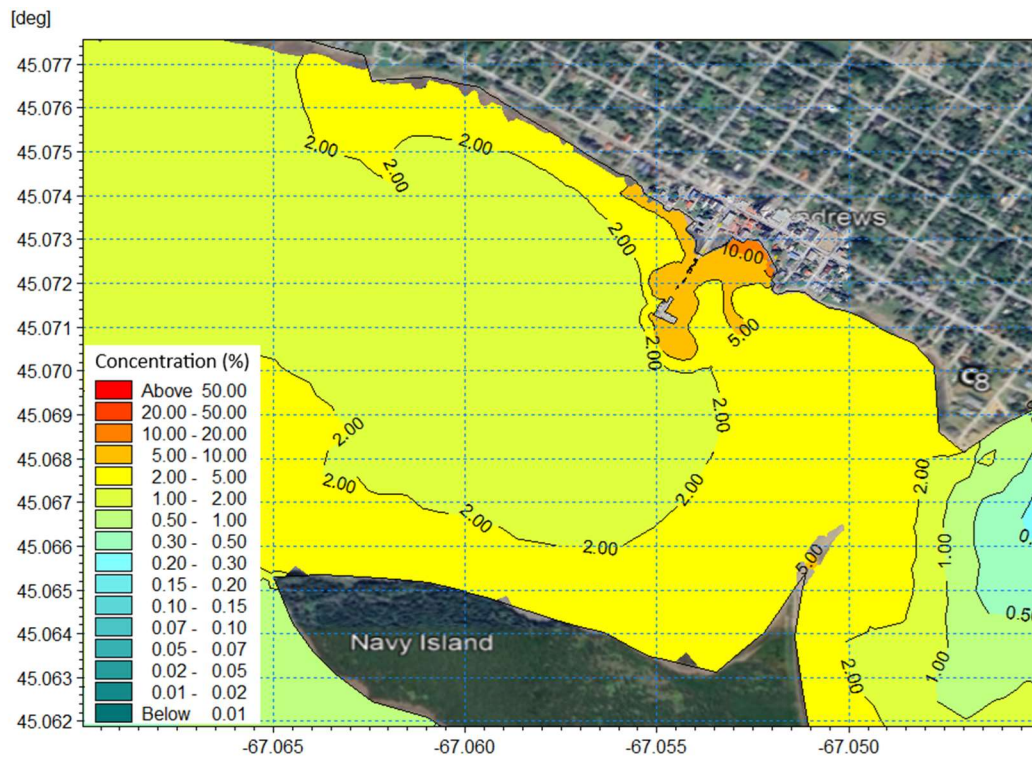 [deg]
45.077
45.076
45.075
45.074
45.073
45.072
45.071
45.070
45.069
45.068
45.067
45.066
45.065
45.064
45.063
45.062
2.00
2.00
2.00
2.00
ndrews
10.00
5.00
2.00
2.00
C8
2.00
2.00
2.00
2.00
2.00
2.00
5.00
1.00
0.50
2.00
1.00
Navy Island
Concentration (%)
Above 50.00
20.00 - 50.00
10.00 - 20.00
5.00 - 10.00
2.00 - 5.00
1.00 - 2.00
0.50 - 1.00
0.30 - 0.50
0.20 - 0.30
0.15 - 0.20
0.10 - 0.15
0.07 - 0.10
0.05 - 0.07
0.02 - 0.05
0.01 - 0.02
Below 0.01
-67.065
-67.060
-67.055
-67.050